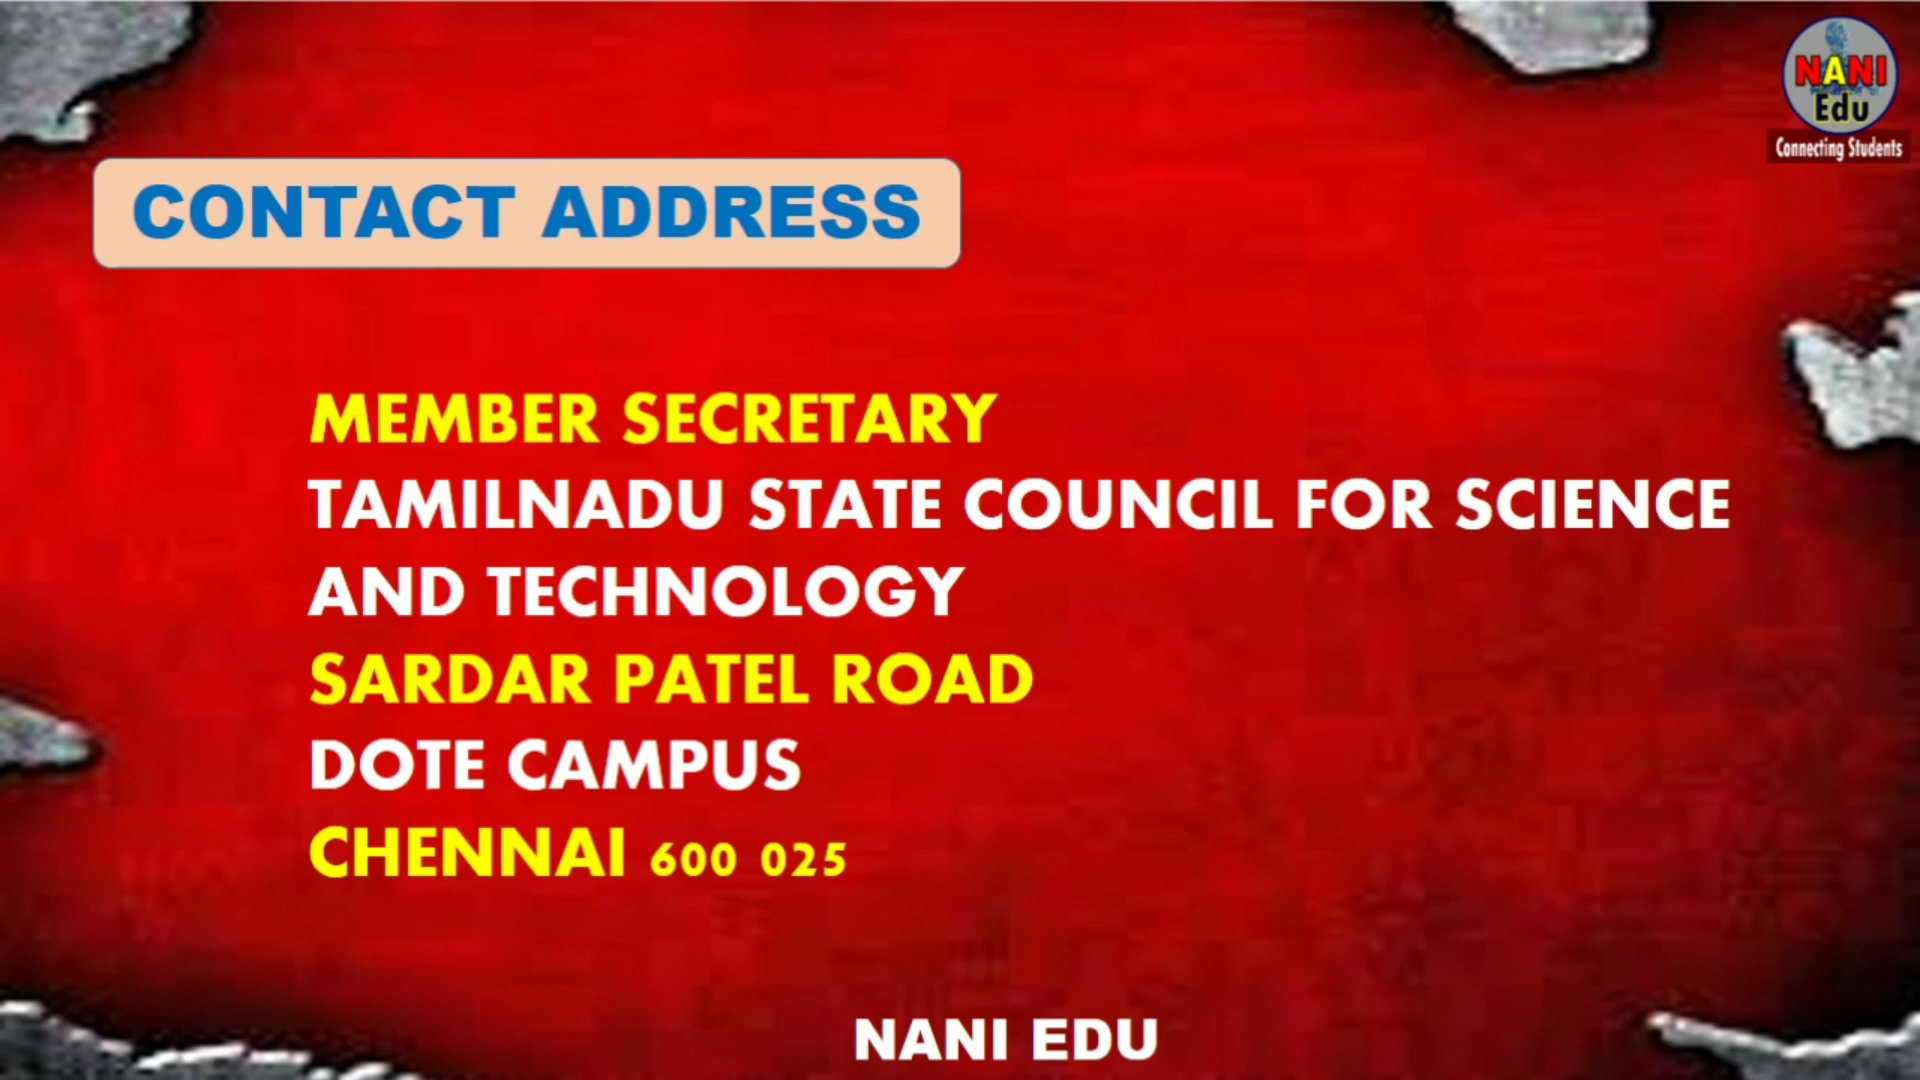 NANI
Edu
Connecting Students
CONTACT ADDRESS
MEMBER SECRETARY
TAMILNADU STATE COUNCIL FOR SCIENCE
AND TECHNOLOGY
SARDAR PATEL ROAD
DOTE CAMPUS
CHENNAI 600 025
NANI EDU